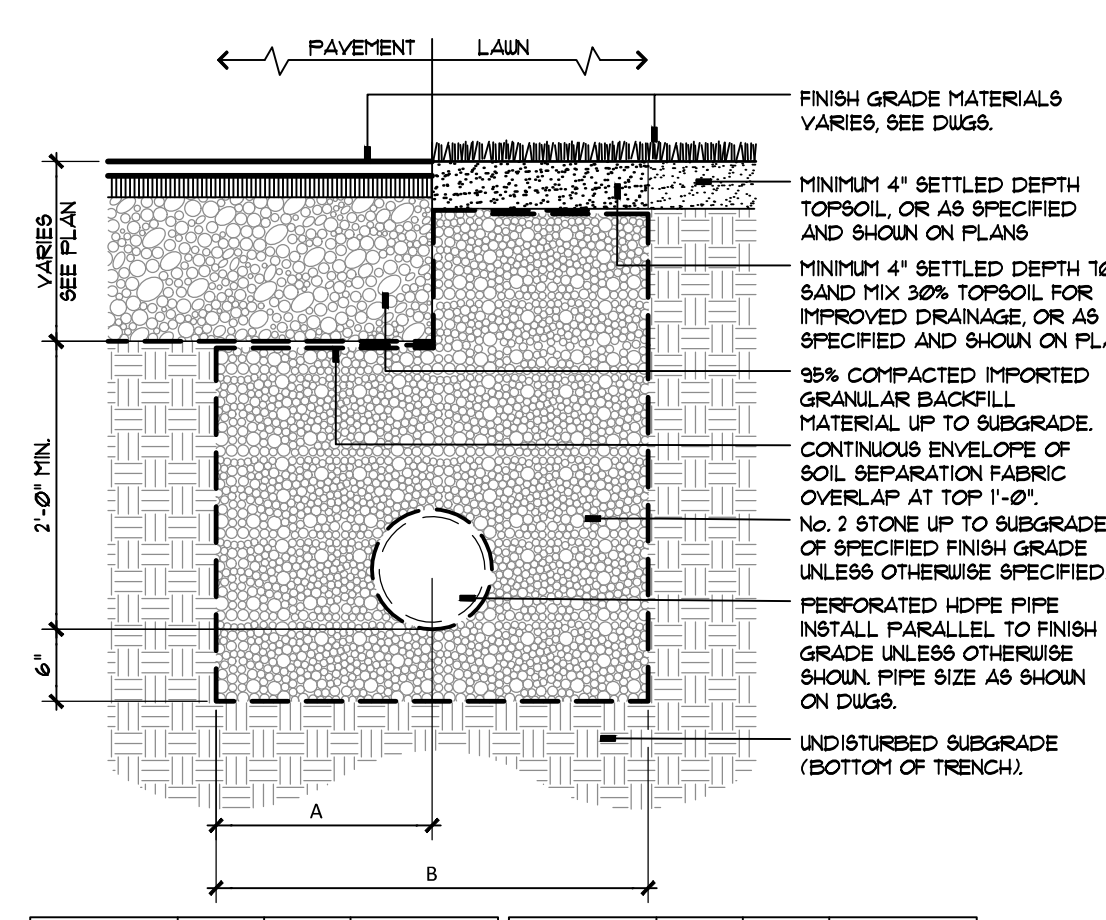 PAVEMENT LAWN
FINISH GRADE MATERIALS
VARIES, SEE DWGS.
MINIMUM 4" SETTLED DEPTH
TOPSOIL, OR AS SPECIFIED
AND SHOWN ON PLANS
MINIMUM 4" SETTLED DEPTH
SAND MIX 30% TOPSOIL FOR
IMPROVED DRAINAGE, OR AS
SPECIFIED AND SHOWN ON
95% COMPACTED IMPORTED
GRANULAR BACKFILL
MATERIAL UP TO SUBGRADE.
CONTINUOUS ENVELOPE OF
SOIL SEPARATION FABRIC
OVERLAP AT TOP 1'-0".
No. 2 STONE UP TO SUBGRADE
OF SPECIFIED FINISH GRADE
UNLESS OTHERWISE SPECIFIED
PERFORATED HDPE PIPE
INSTALL PARALLEL TO FINISH
GRADE UNLESS OTHERWISE
SHOWN. PIPE SIZE AS SHOWN
ON DWGS.
UNDISTURBED SUBGRADE
(BOTTOM OF TRENCH).
VARIES
SEE PLAN
2'-0" MIN.
6"
A
B